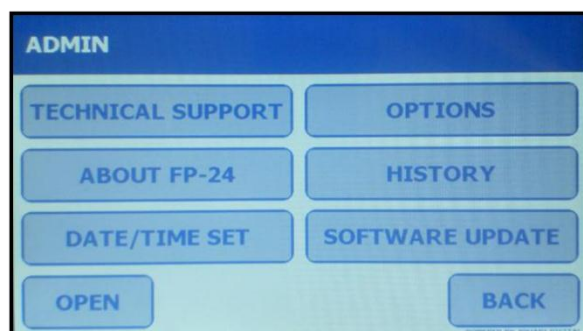 ADMIN
TECHNICAL SUPPORT
OPTIONS
ABOUT FP-24
HISTORY
DATE/TIME SET
SOFTWARE UPDATE
OPEN
BACK